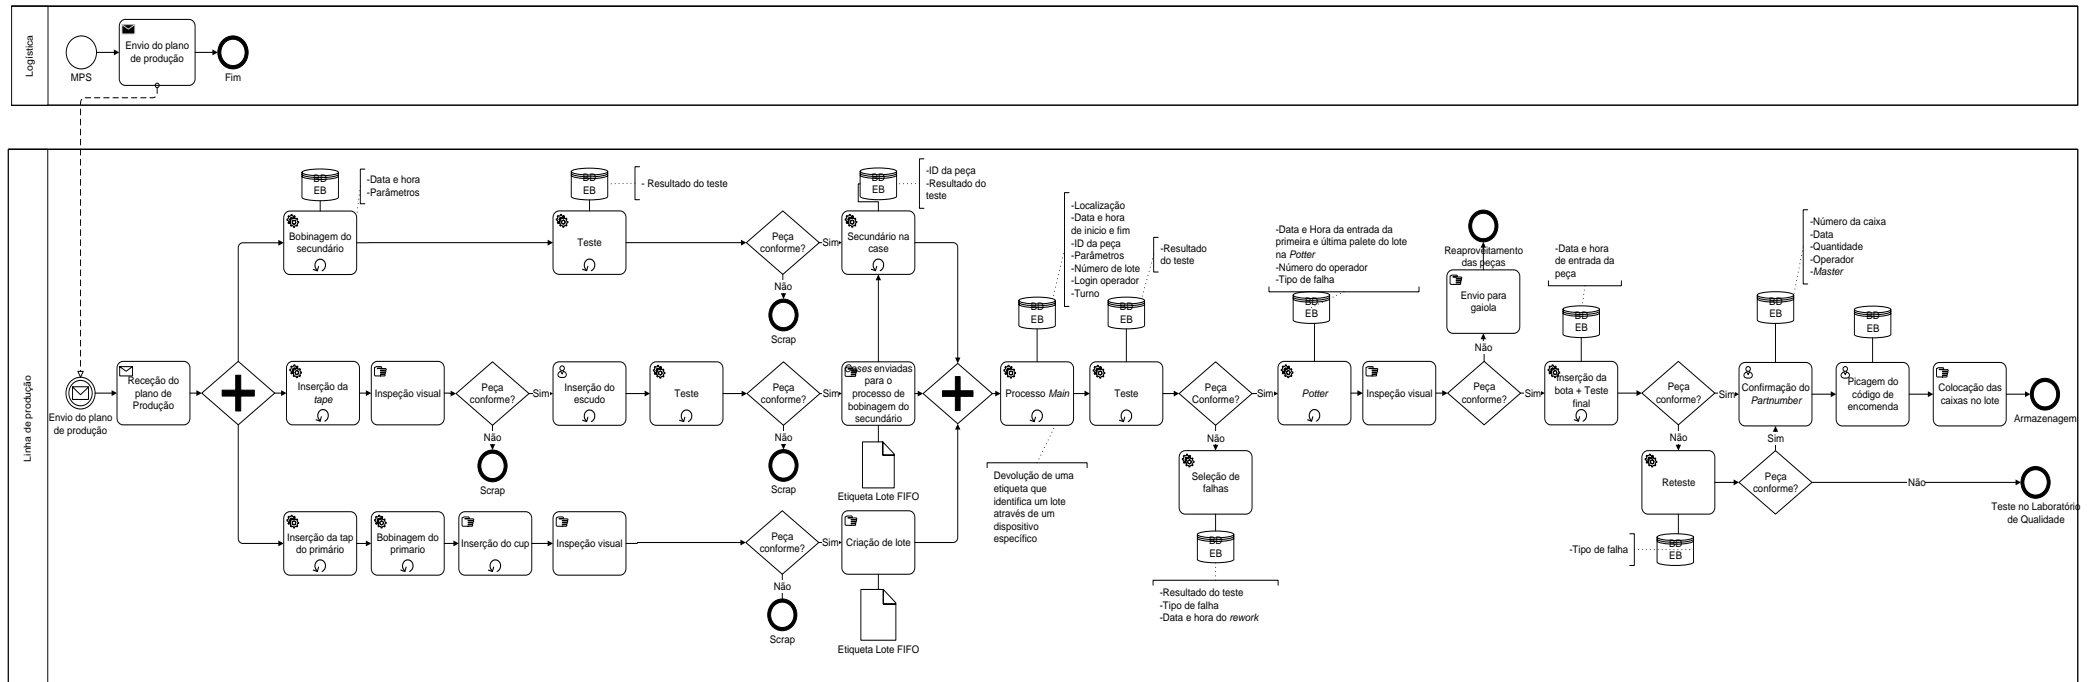 Logística
MPS
Envio do plano
de produção
Fim
Linha de produção
Envio do plano
de produção
Receção do
plano de
Produção
BD
EB
-Data e hora
-Parâmetros
Bobinagem do
secundário
BD
EB
- Resultado do teste
Teste
Peça
conforme?
Sim
Não
Scrap
BD
EB
-ID da peça
-Resultado do
teste
Secundário na
case
Inserção da
tape
Inspeção visual
Peça
conforme?
Sim
Não
Scrap
Inserção do
escudo
Teste
Peça
conforme?
Sim
Não
Scrap
Cases enviadas
para o
processo de
bobinagem do
secundário
Etiqueta Lote FIFO
Inserção da tap
do primário
Bobinagem do
primario
Inserção do cup
Inspeção visual
Peça
conforme?
Sim
Não
Scrap
Criação de lote
Etiqueta Lote FIFO
-Localização
-Data e hora
de inicio e fim
-ID da peça
-Parâmetros
-Número de lote
-Login operador
-Turno
BD
EB
Processo Main
Devolução de uma
etiqueta que
identifica um lote
através de um
dispositivo
específico
-Resultado
do teste
BD
EB
Teste
Peça
Conforme?
Sim
Não
Seleção de
falhas
BD
EB
-Resultado do teste
-Tipo de falha
-Data e hora do rework
-Data e Hora da entrada da
primeira e última palete do lote
na Potter
-Número do operador
-Tipo de falha
BD
EB
Potter
Inspeção visual
Peça
conforme?
Sim
Não
Envio para
gaiola
Reaproveitamento
das peças
-Data e hora
de entrada da
peça
BD
EB
Inserção da
bota + Teste
final
Peça
conforme?
Sim
Não
Reteste
BD
EB
-Tipo de falha
Peça
conforme?
Sim
Não
Teste no Laboratório
de Qualidade
-Número da caixa
-Data
-Quantidade
-Operador
-Master
BD
EB
Confirmação do
Partnumber
BD
EB
Picagem do
código de
encomenda
Colocação das
caixas no lote
Armazenagem